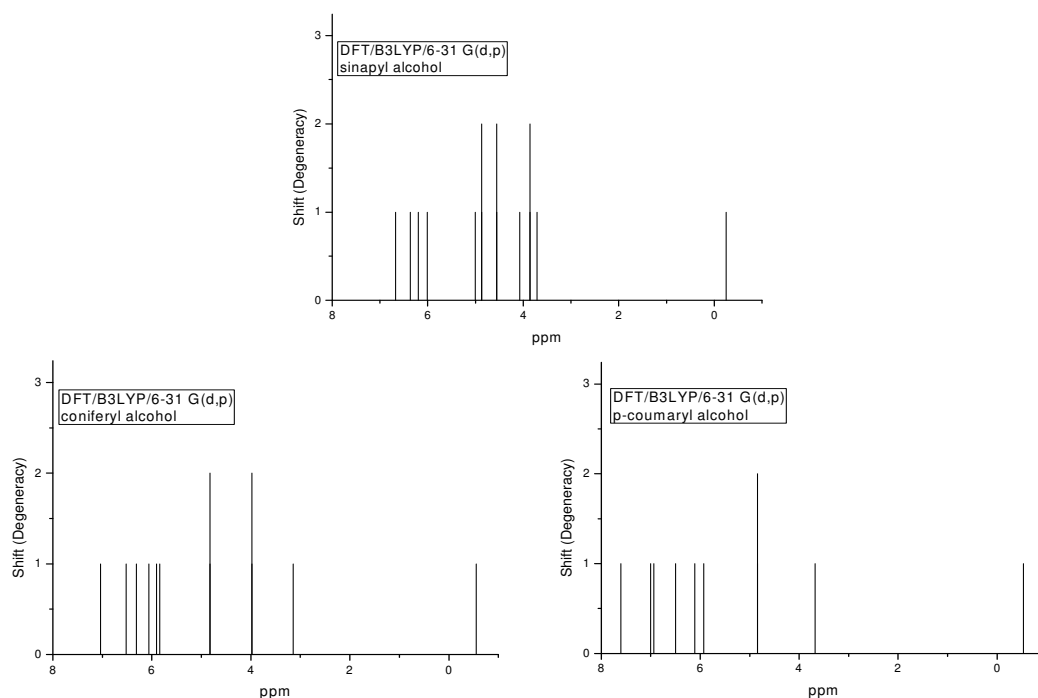 3
DFT/B3LYP/6-31 G(d,p)
sinapyl alcohol
2
1
0
Shift (Degeneracy)
8
6
4
2
0
ppm
3
DFT/B3LYP/6-31 G(d,p)
coniferyl alcohol
2
1
0
Shift (Degeneracy)
8
6
4
2
0
ppm
3
DFT/B3LYP/6-31 G(d,p)
p-coumaryl alcohol
2
1
0
Shift (Degeneracy)
8
6
4
2
0
ppm